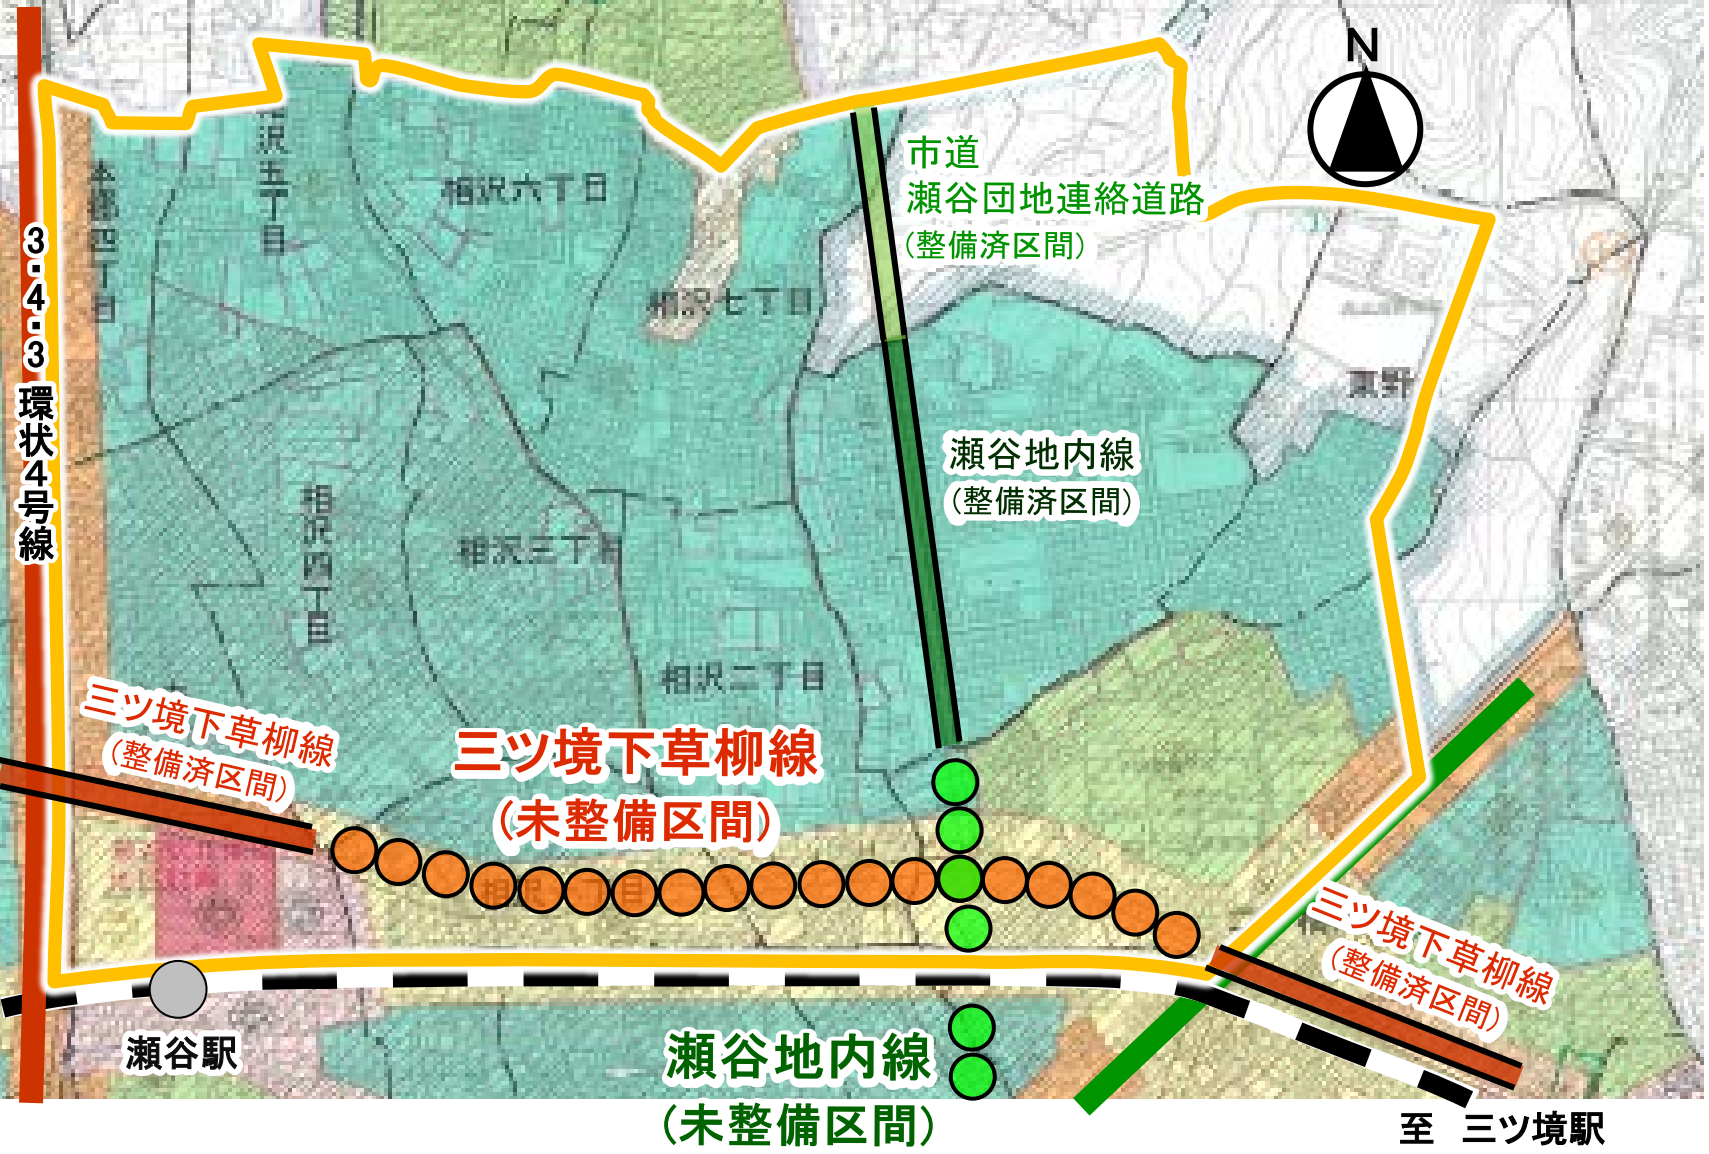 N
市道
瀬谷団地連絡道路
(整備済区間)
相沢五丁目
相沢六丁目
本郷四丁目
相沢七丁目
3・4・3 環状4号線
東野
瀬谷地内線
(整備済区間)
相沢四丁目
相沢三丁目
相沢二丁目
三ツ境下草柳線
(整備済区間)
三ツ境下草柳線
(未整備区間)
相沢一丁目
三ツ境下草柳線
(整備済区間)
瀬谷駅
瀬谷地内線
(未整備区間)
至 三ツ境駅